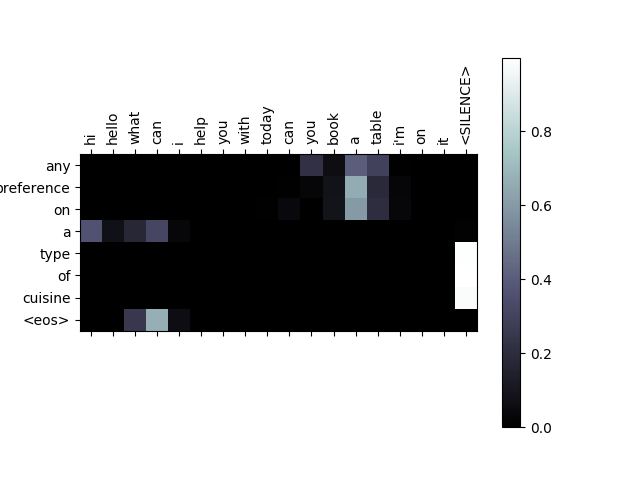 hi hello what can i help you with today can you book a table i'm on it <SILENCE>
any
preference
on
a
type
of
cuisine
<eos>
0.8
0.6
0.4
0.2
0.0